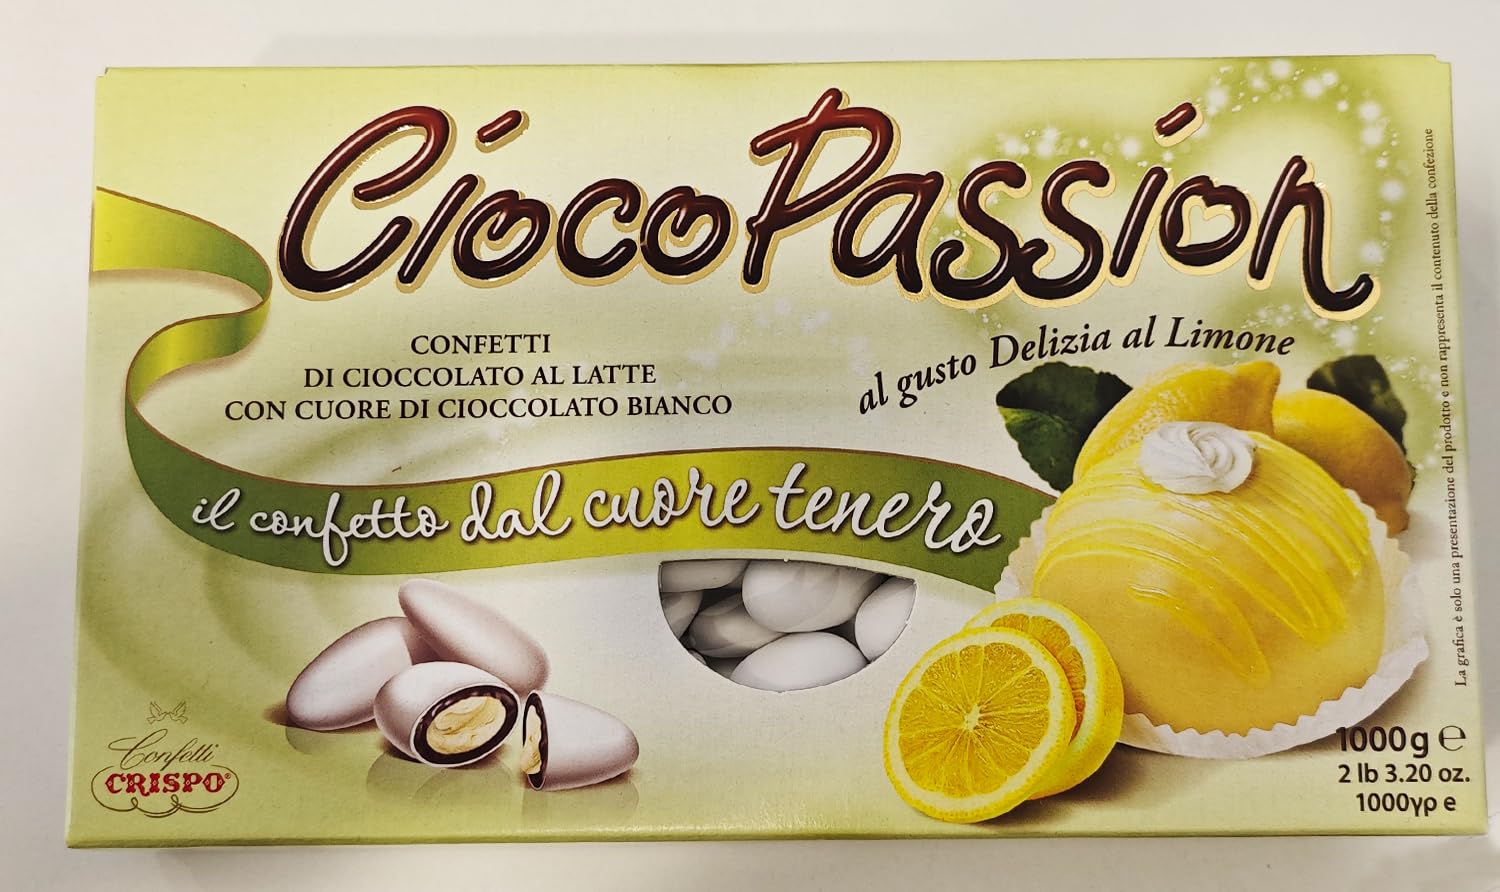 CiocoPassion
CONFETTI
DI CIOCCOLATO AL LATTE
CON CUORE DI CIOCCOLATO BIANCO
al gusto Delizia al Limone
il confetto dal cuore tenero
Confetti
CRISPO®
1000g ℮
2 lb 3.20 oz.
1000γρ e
La grafica è solo una presentazione del prodotto e non rappresenta il contenuto della confezione